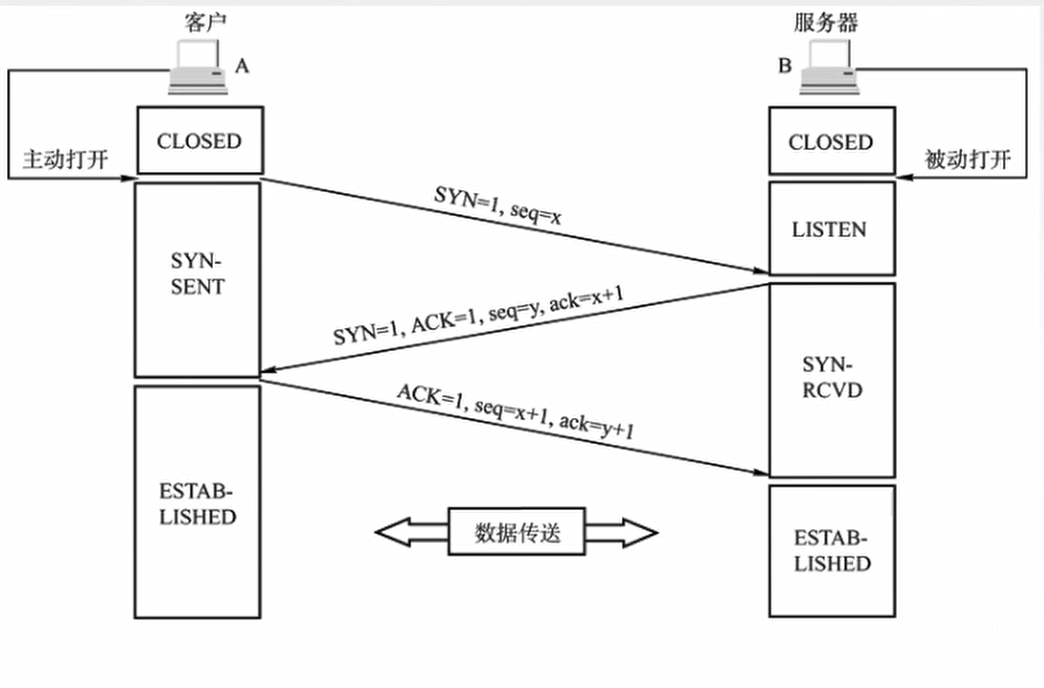 客户
服务器
A
B
CLOSED
CLOSED
主动打开
被动打开
SYN=1, seq=x
LISTEN
SYN-
SENT
SYN=1, ACK=1, seq=y, ack=x+1
SYN-
RCVD
ACK=1, seq=x+1, ack=y+1
ESTAB-
LISHED
数据传送
ESTAB-
LISHED